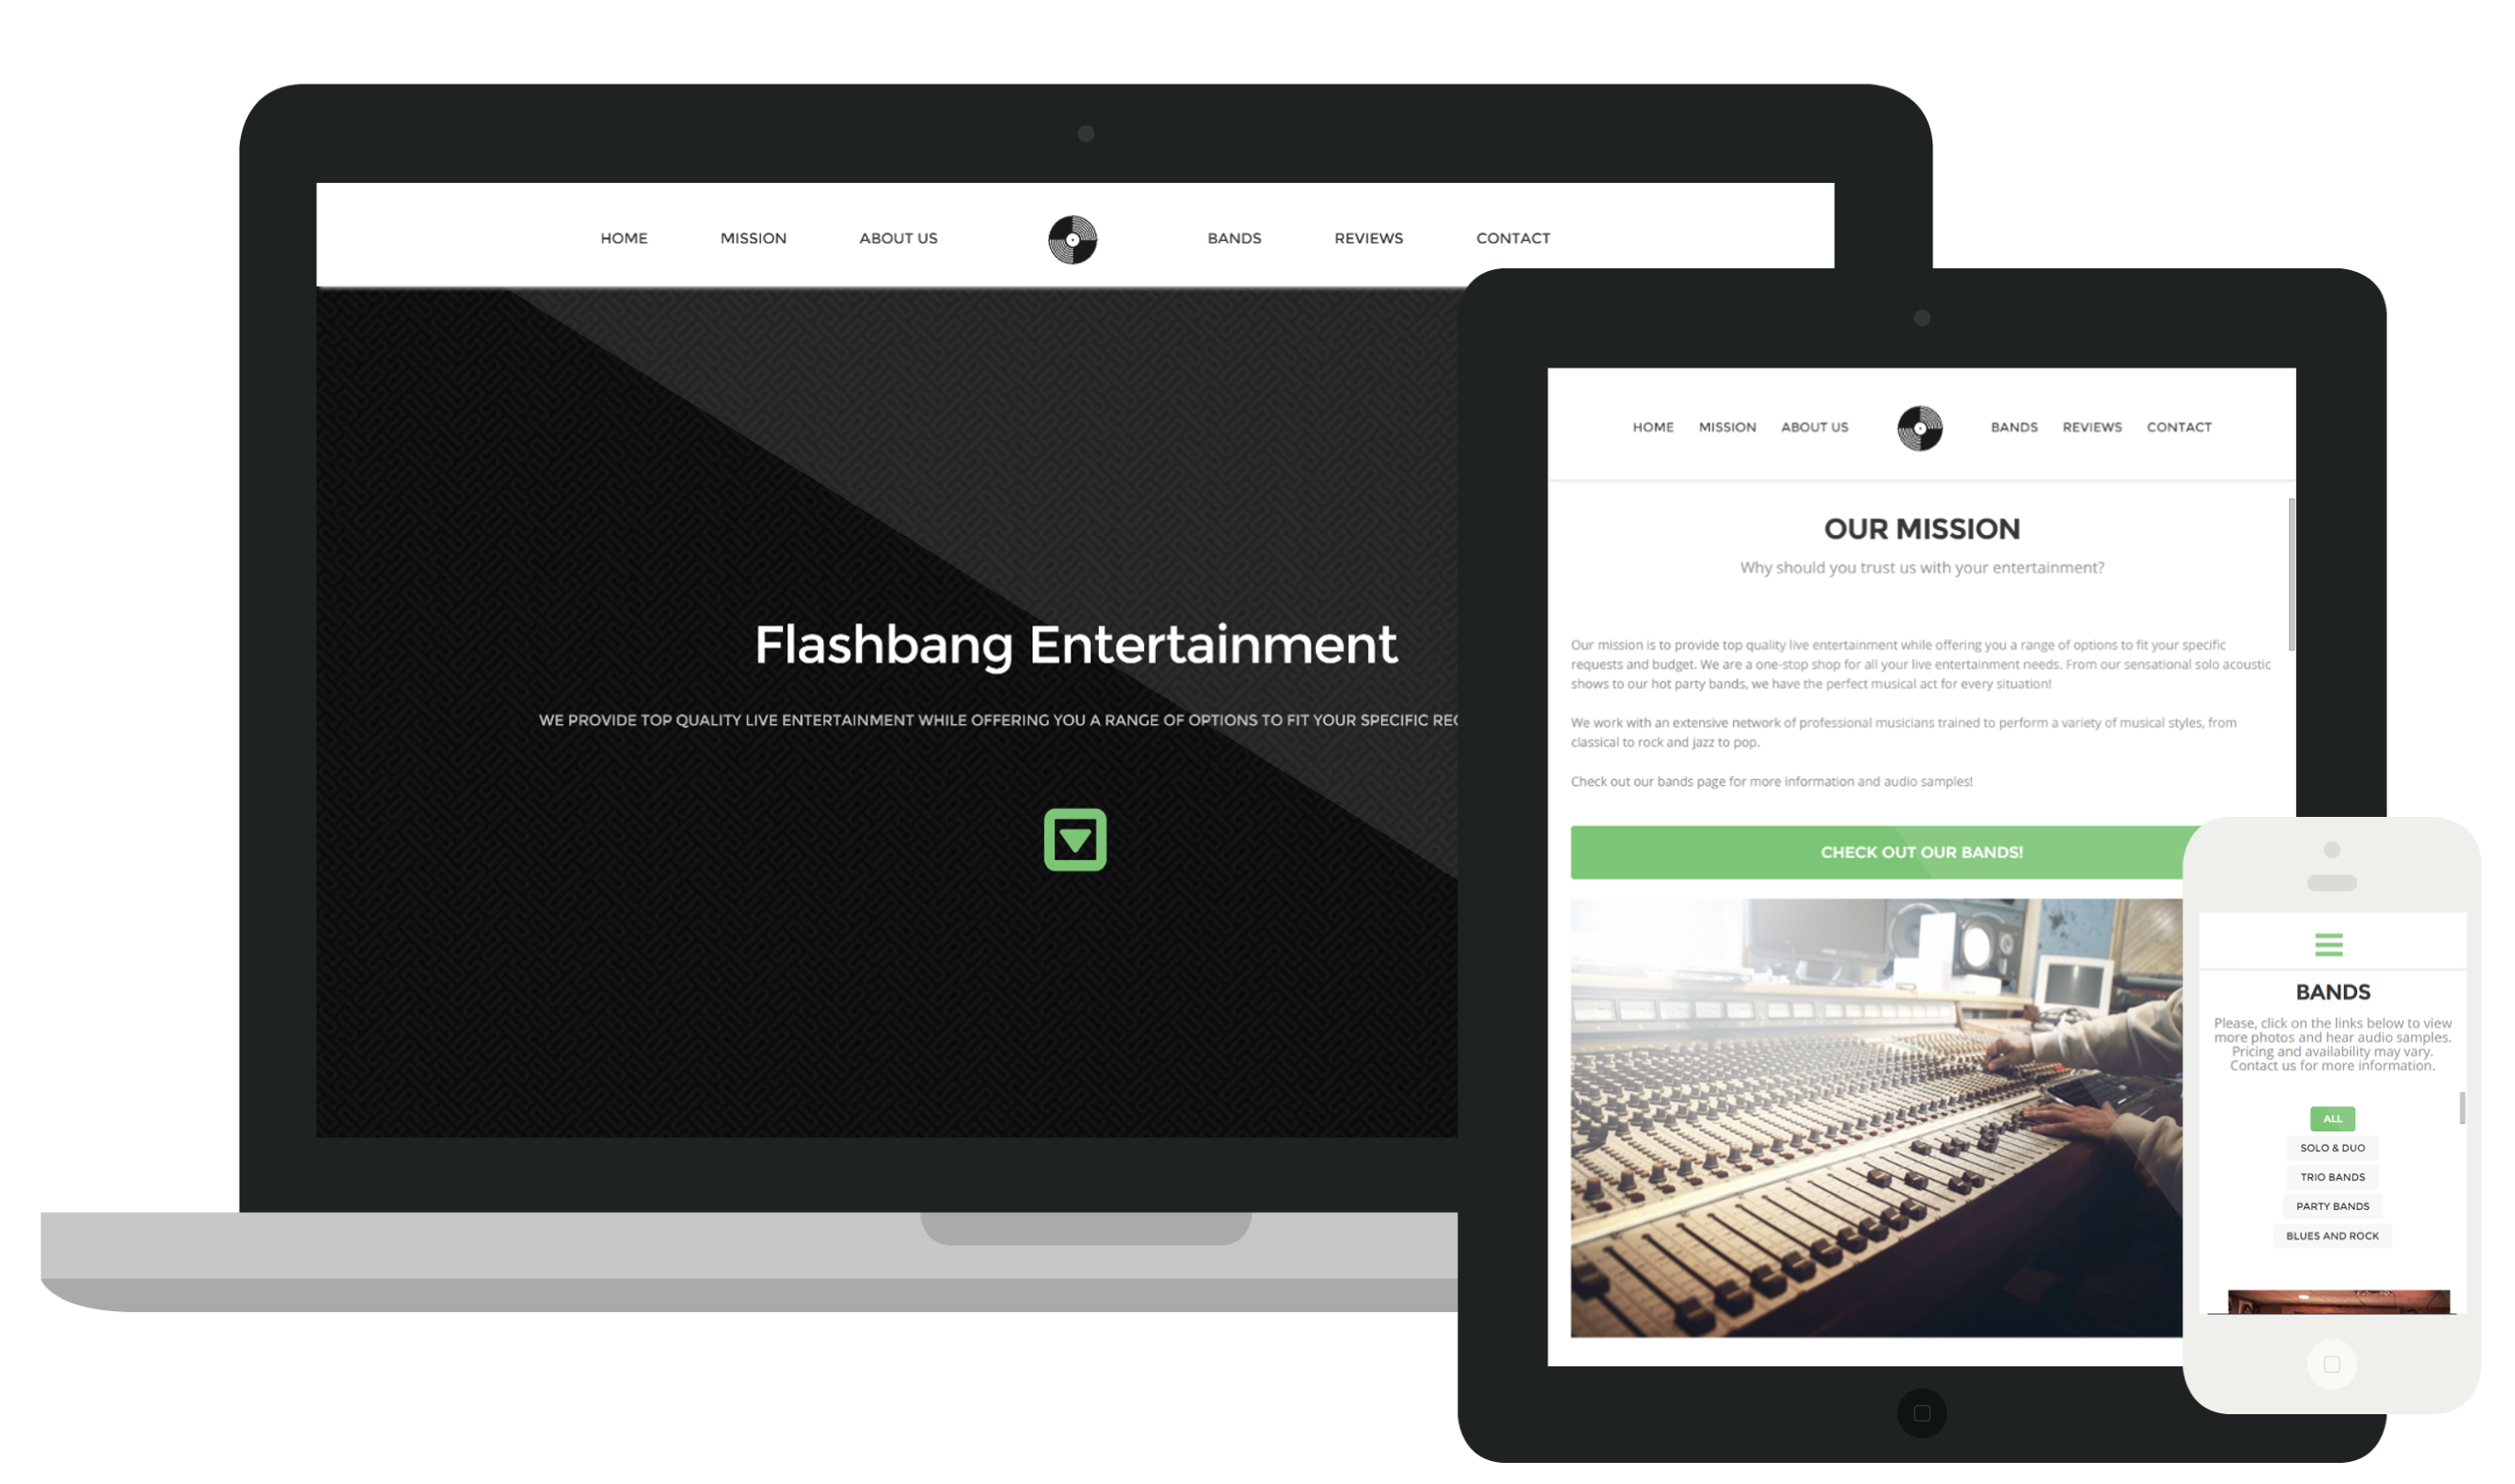 HOME MISSION ABOUT US BANDS REVIEWS CONTACT
Flashbang Entertainment
WE PROVIDE TOP QUALITY LIVE ENTERTAINMENT WHILE OFFERING YOU A RANGE OF OPTIONS TO FIT YOUR SPECIFIC
HOME MISSION ABOUT US BANDS REVIEWS CONTACT
OUR MISSION
Why should you trust us with your entertainment?
Our mission is to provide top quality live entertainment while offering you a range of options to fit your specific
requests and budget. We are a one-stop shop for all your live entertainment needs. From our sensational solo acoustic
shows to our hot party bands, we have the perfect musical act for every situation!
We work with an extensive network of professional musicians trained to perform a variety of musical styles, from
classical to rock and jazz to pop.
Check out our bands page for more information and audio samples!
CHECK OUT OUR BANDS!
BANDS
Please, click on the links below to view
more photos and hear audio samples.
Pricing and availability may vary.
Contact us for more information.
ALL
SOLO & DUO
TRIO BANDS
PARTY BANDS
BLUES AND ROCK